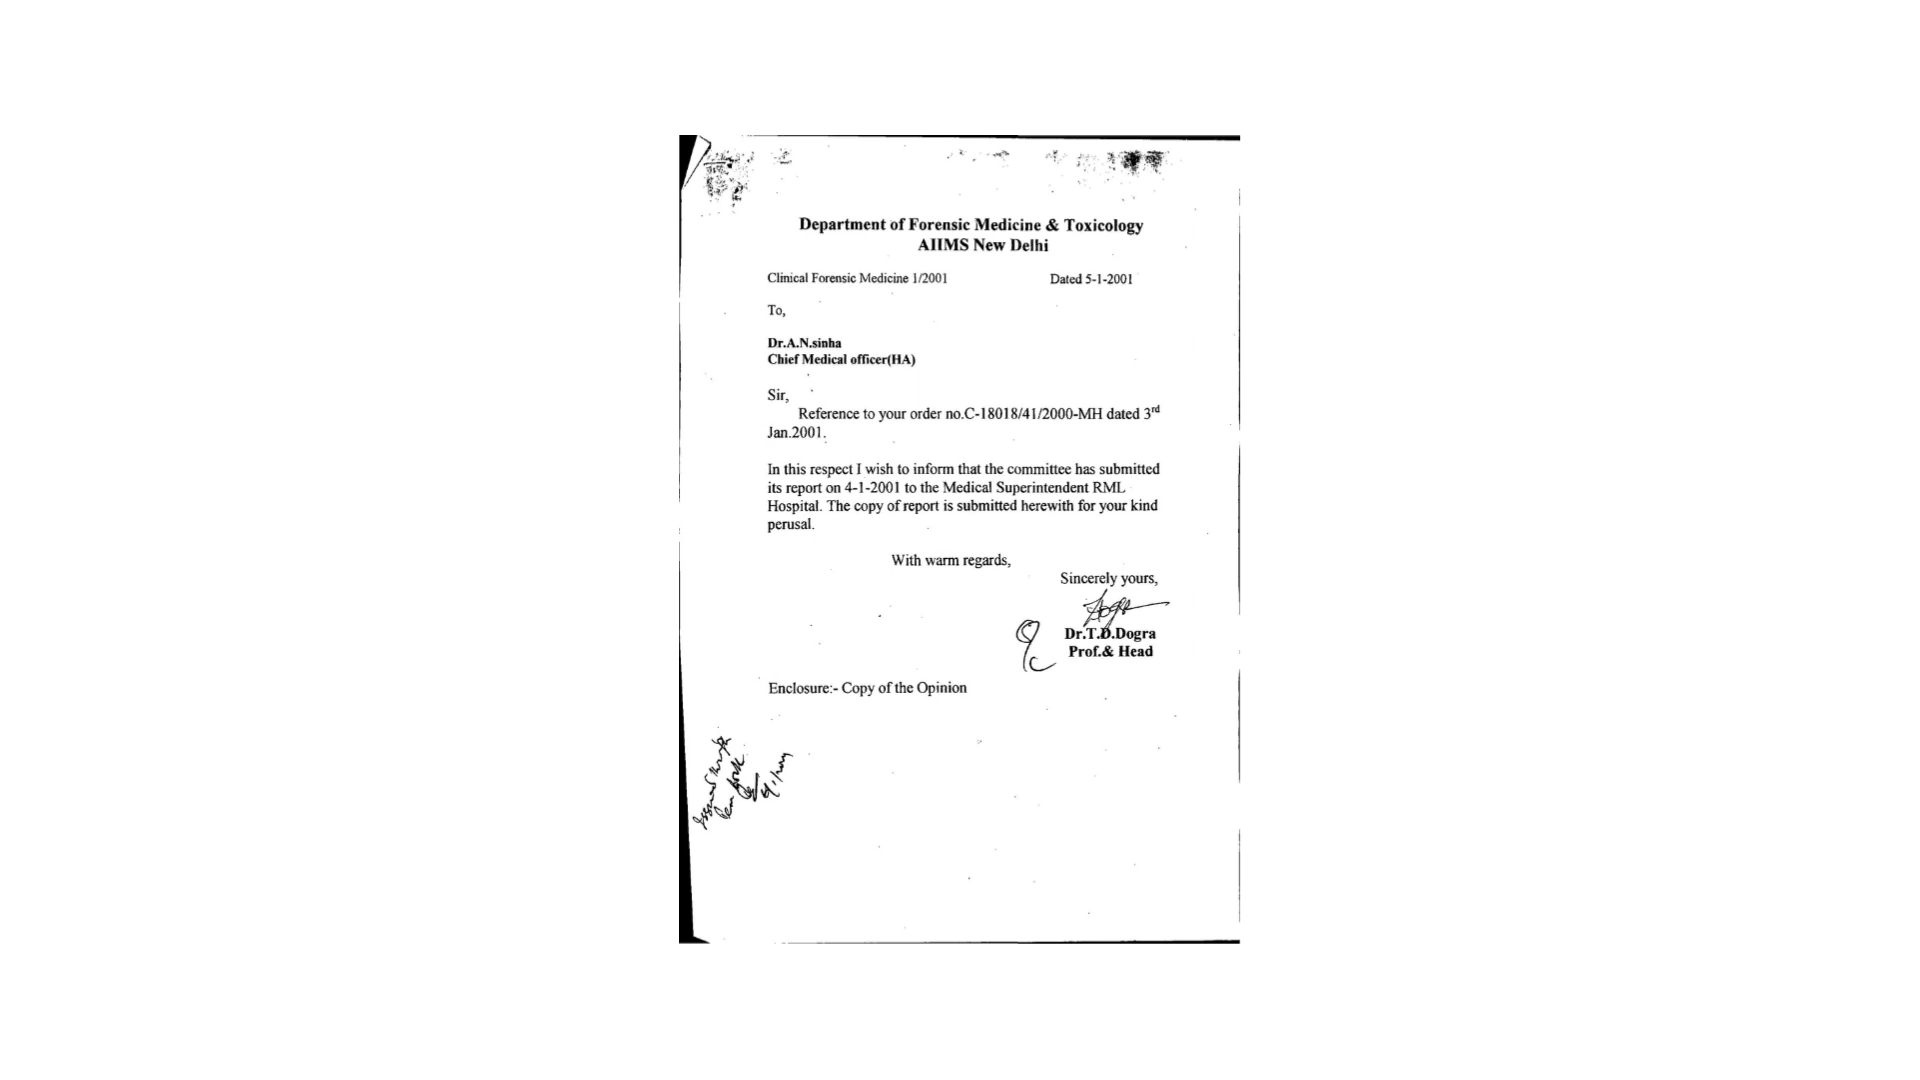 Department of Forensic Medicine & Toxicology
AIIMS New Delhi
Clinical Forensic Medicine 1/2001 Dated 5-1-2001
To,
Dr.A.N.sinha
Chief Medical officer(HA)
Sir,
Reference to your order no.C-18018/41/2000-MH dated 3rd
Jan.2001.
In this respect I wish to inform that the committee has submitted
its report on 4-1-2001 to the Medical Superintendent RML
Hospital. The copy of report is submitted herewith for your kind
perusal.
With warm regards,
Sincerely yours,
Dr.T.D.Dogra
Prof.& Head
Enclosure:- Copy of the Opinion